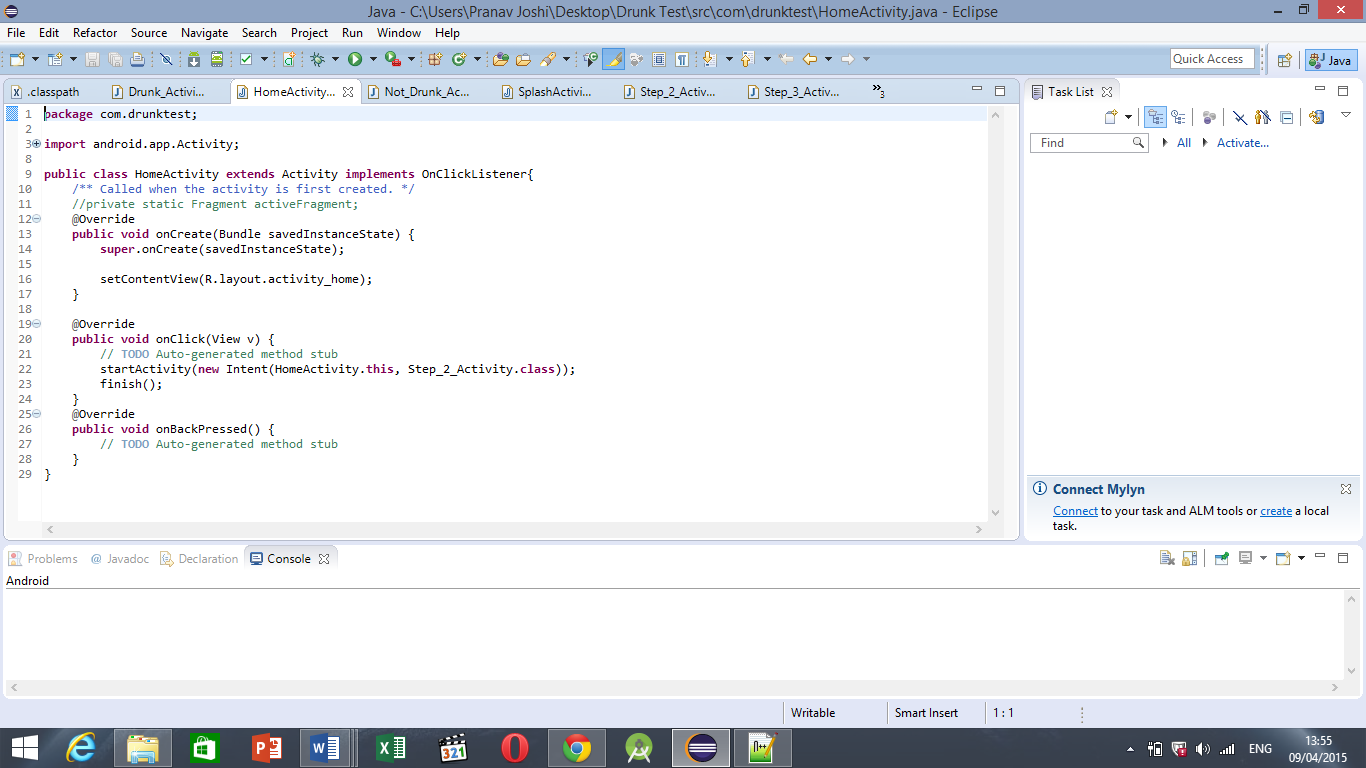 Java - C:\Users\Pranav Joshi\Desktop\Drunk Test\src\com\drunktest\HomeActivity.java - Eclipse
File Edit Refactor Source Navigate Search Project Run Window Help
Quick Access
Java
.classpath
Drunk_Activi...
HomeActivity...
Not_Drunk_Ac...
SplashActivi...
Step_2_Activ...
Step_3_Activ...
»3
1 package com.drunktest;
2
3 import android.app.Activity;
8
9 public class HomeActivity extends Activity implements OnClickListener{
10 /** Called when the activity is first created. */
11 //private static Fragment activeFragment;
12 @Override
13 public void onCreate(Bundle savedInstanceState) {
14 super.onCreate(savedInstanceState);
15
16 setContentView(R.layout.activity_home);
17 }
18
19 @Override
20 public void onClick(View v) {
21 // TODO Auto-generated method stub
22 startActivity(new Intent(HomeActivity.this, Step_2_Activity.class));
23 finish();
24 }
25 @Override
26 public void onBackPressed() {
27 // TODO Auto-generated method stub
28 }
29 }
Task List
Find
All
Activate...
Connect Mylyn
Connect to your task and ALM tools or create a local
task.
Problems
@ Javadoc
Declaration
Console
Android
Writable
Smart Insert
1 : 1
ENG
13:55
09/04/2015